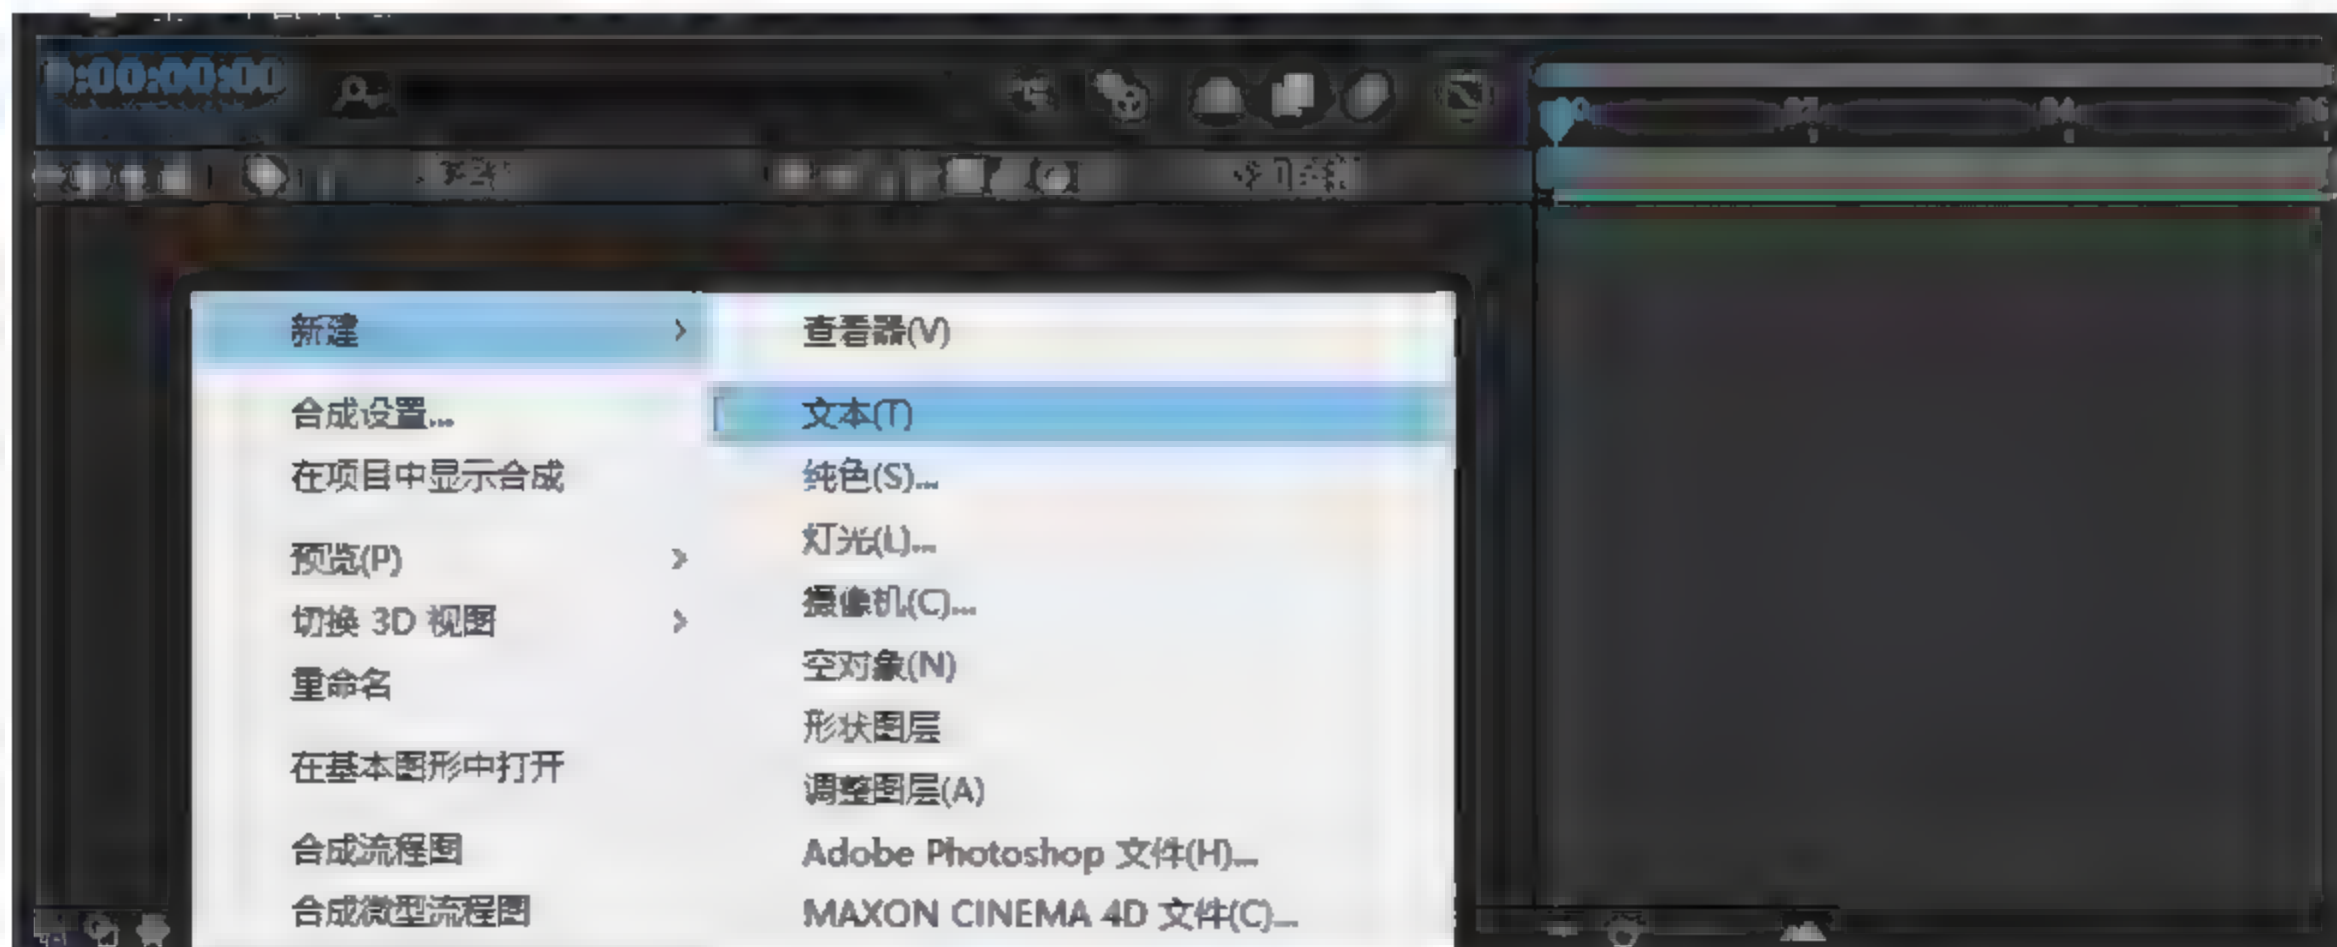 0:00:00:00
新建
合成设置...
在项目中显示合成
预览(P)
切换 3D 视图
重命名
在基本图形中打开
合成流程图
合成微型流程图
查看器(V)
文本(T)
纯色(S)...
灯光(L)...
摄像机(C)...
空对象(N)
形状图层
调整图层(A)
Adobe Photoshop 文件(H)...
MAXON CINEMA 4D 文件(C)...